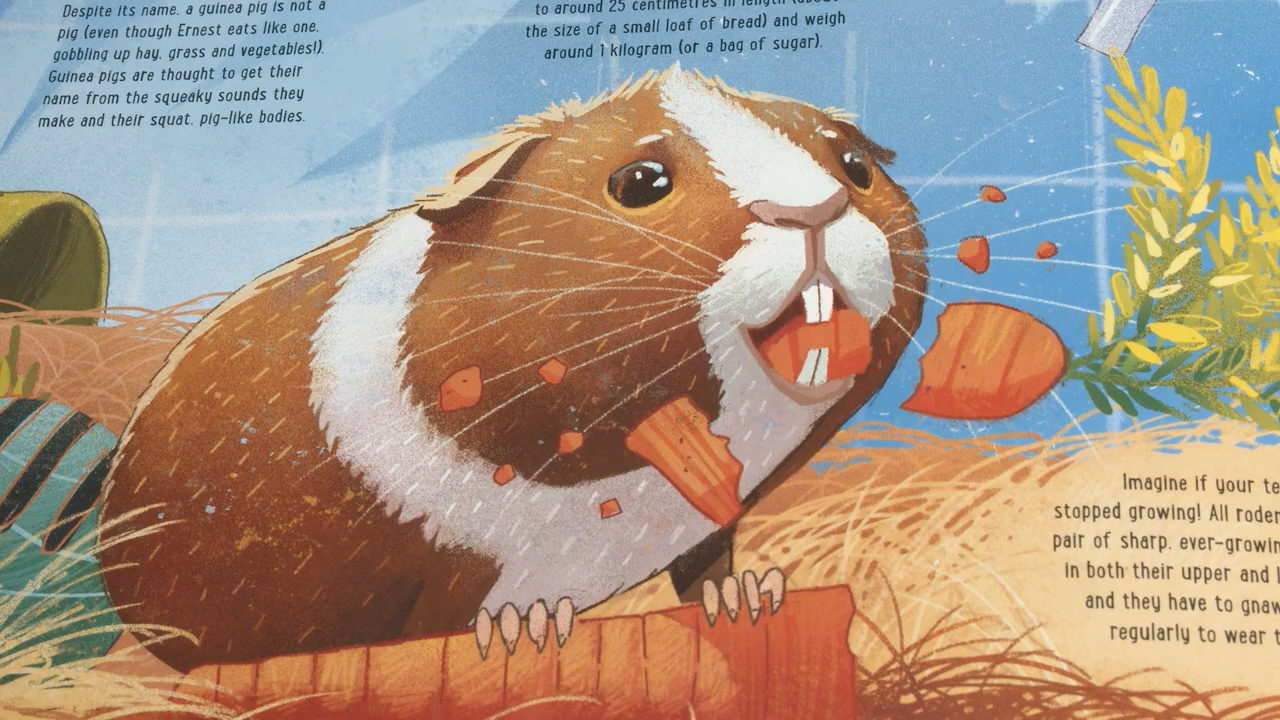 Despite its name, a guinea pig is not a
pig (even though Ernest eats like one,
gobbling up hay, grass and vegetables!).
Guinea pigs are thought to get their
name from the squeaky sounds they
make and their squat, pig-like bodies.
to around 25 centimetres in length (about
the size of a small loaf of bread) and weigh
around 1 kilogram (or a bag of sugar).
Imagine if your te
stopped growing! All roden
pair of sharp, ever-growin
in both their upper and l
and they have to gnaw
regularly to wear t